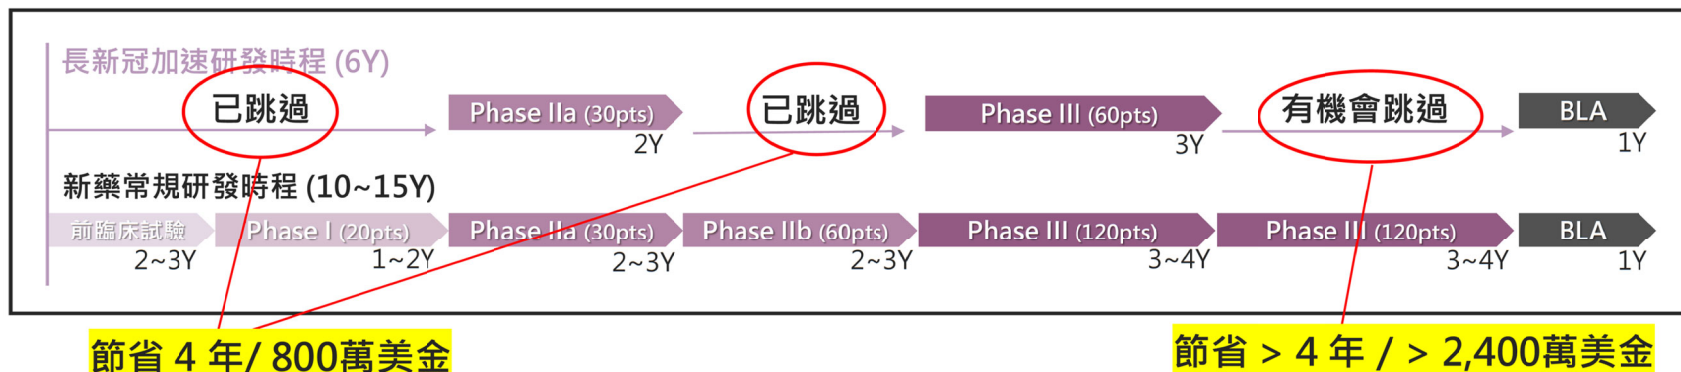 長新冠加速研發時程 (6Y)
已跳過
Phase IIa (30pts)
2Y
已跳過
Phase III (60pts)
3Y
有機會跳過
BLA
1Y
新藥常規研發時程 (10~15Y)
前臨床試驗
2~3Y
Phase I (20pts)
1~2Y
Phase IIa (30pts)
2~3Y
Phase IIb (60pts)
2~3Y
Phase III (120pts)
3~4Y
Phase III (120pts)
3~4Y
BLA
1Y
節省 4 年/ 800萬美金
節省 > 4 年 / > 2,400萬美金